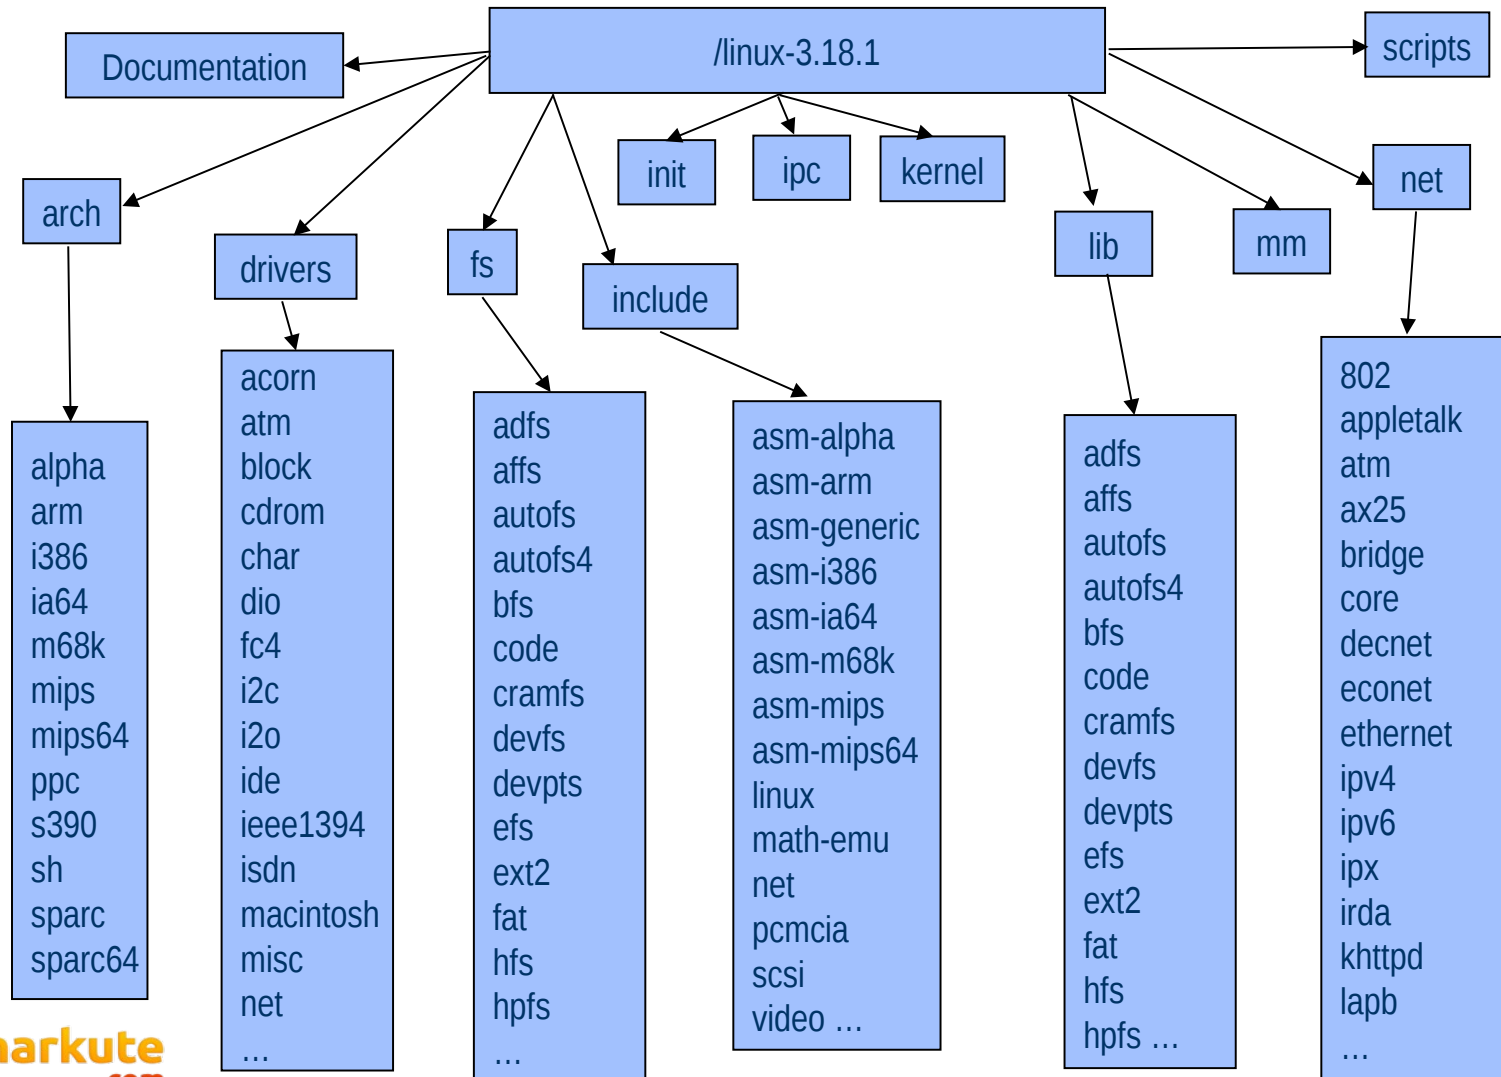 /linux-3.18.1
Documentation
scripts
init
ipc
kernel
net
arch
drivers
fs
include
lib
mm
alpha
arm
i386
ia64
m68k
mips
mips64
ppc
s390
sh
sparc
sparc64
acorn
atm
block
cdrom
char
dio
fc4
i2c
i2o
ide
ieee1394
isdn
macintosh
misc
net
...
adfs
affs
autofs
autofs4
bfs
code
cramfs
devfs
devpts
efs
ext2
fat
hfs
hpfs
...
asm-alpha
asm-arm
asm-generic
asm-i386
asm-ia64
asm-m68k
asm-mips
asm-mips64
linux
math-emu
net
pcmcia
scsi
video ...
adfs
affs
autofs
autofs4
bfs
code
cramfs
devfs
devpts
efs
ext2
fat
hfs
hpfs ...
802
appletalk
atm
ax25
bridge
core
decnet
econet
ethernet
ipv4
ipv6
ipx
irda
khttpd
lapb
...